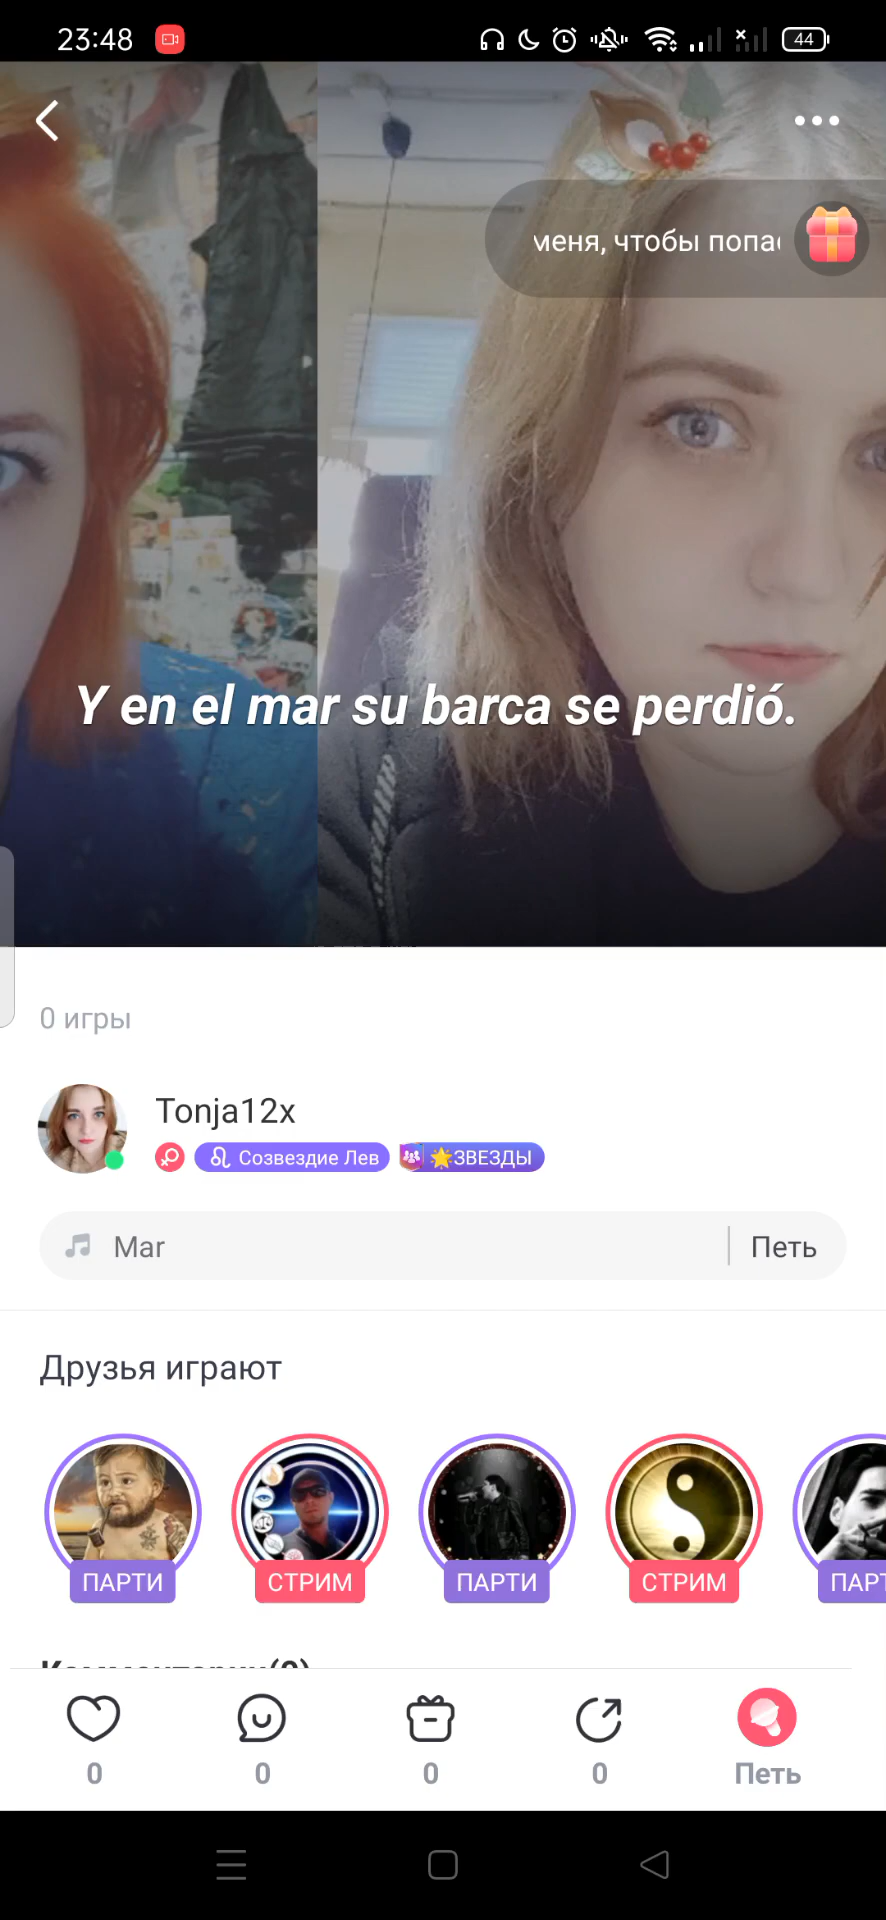 23:48
44
меня, чтобы попа
Y en el mar su barca se perdió.
0 игры
Tonja12x
Созвездие Лев
🌟ЗВЕЗДЫ
Mar
Петь
Друзья играют
ПАРТИ
СТРИМ
ПАРТИ
СТРИМ
ПАРТ
0
0
0
0
Петь